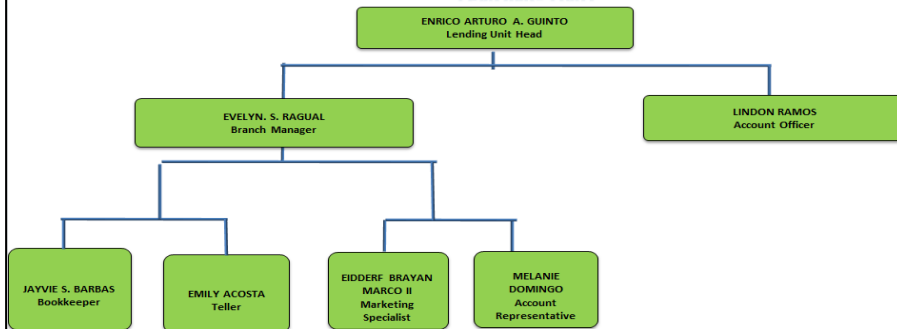 ENRICO ARTURO A. GUINTO
Lending Unit Head
EVELYN. S. RAGUAL
Branch Manager
LINDON RAMOS
Account Officer
JAYVIE S. BARBAS
Bookkeeper
EMILY ACOSTA
Teller
EIDDERF BRAYAN
MARCO II
Marketing
Specialist
MELANIE
DOMINGO
Account
Representative